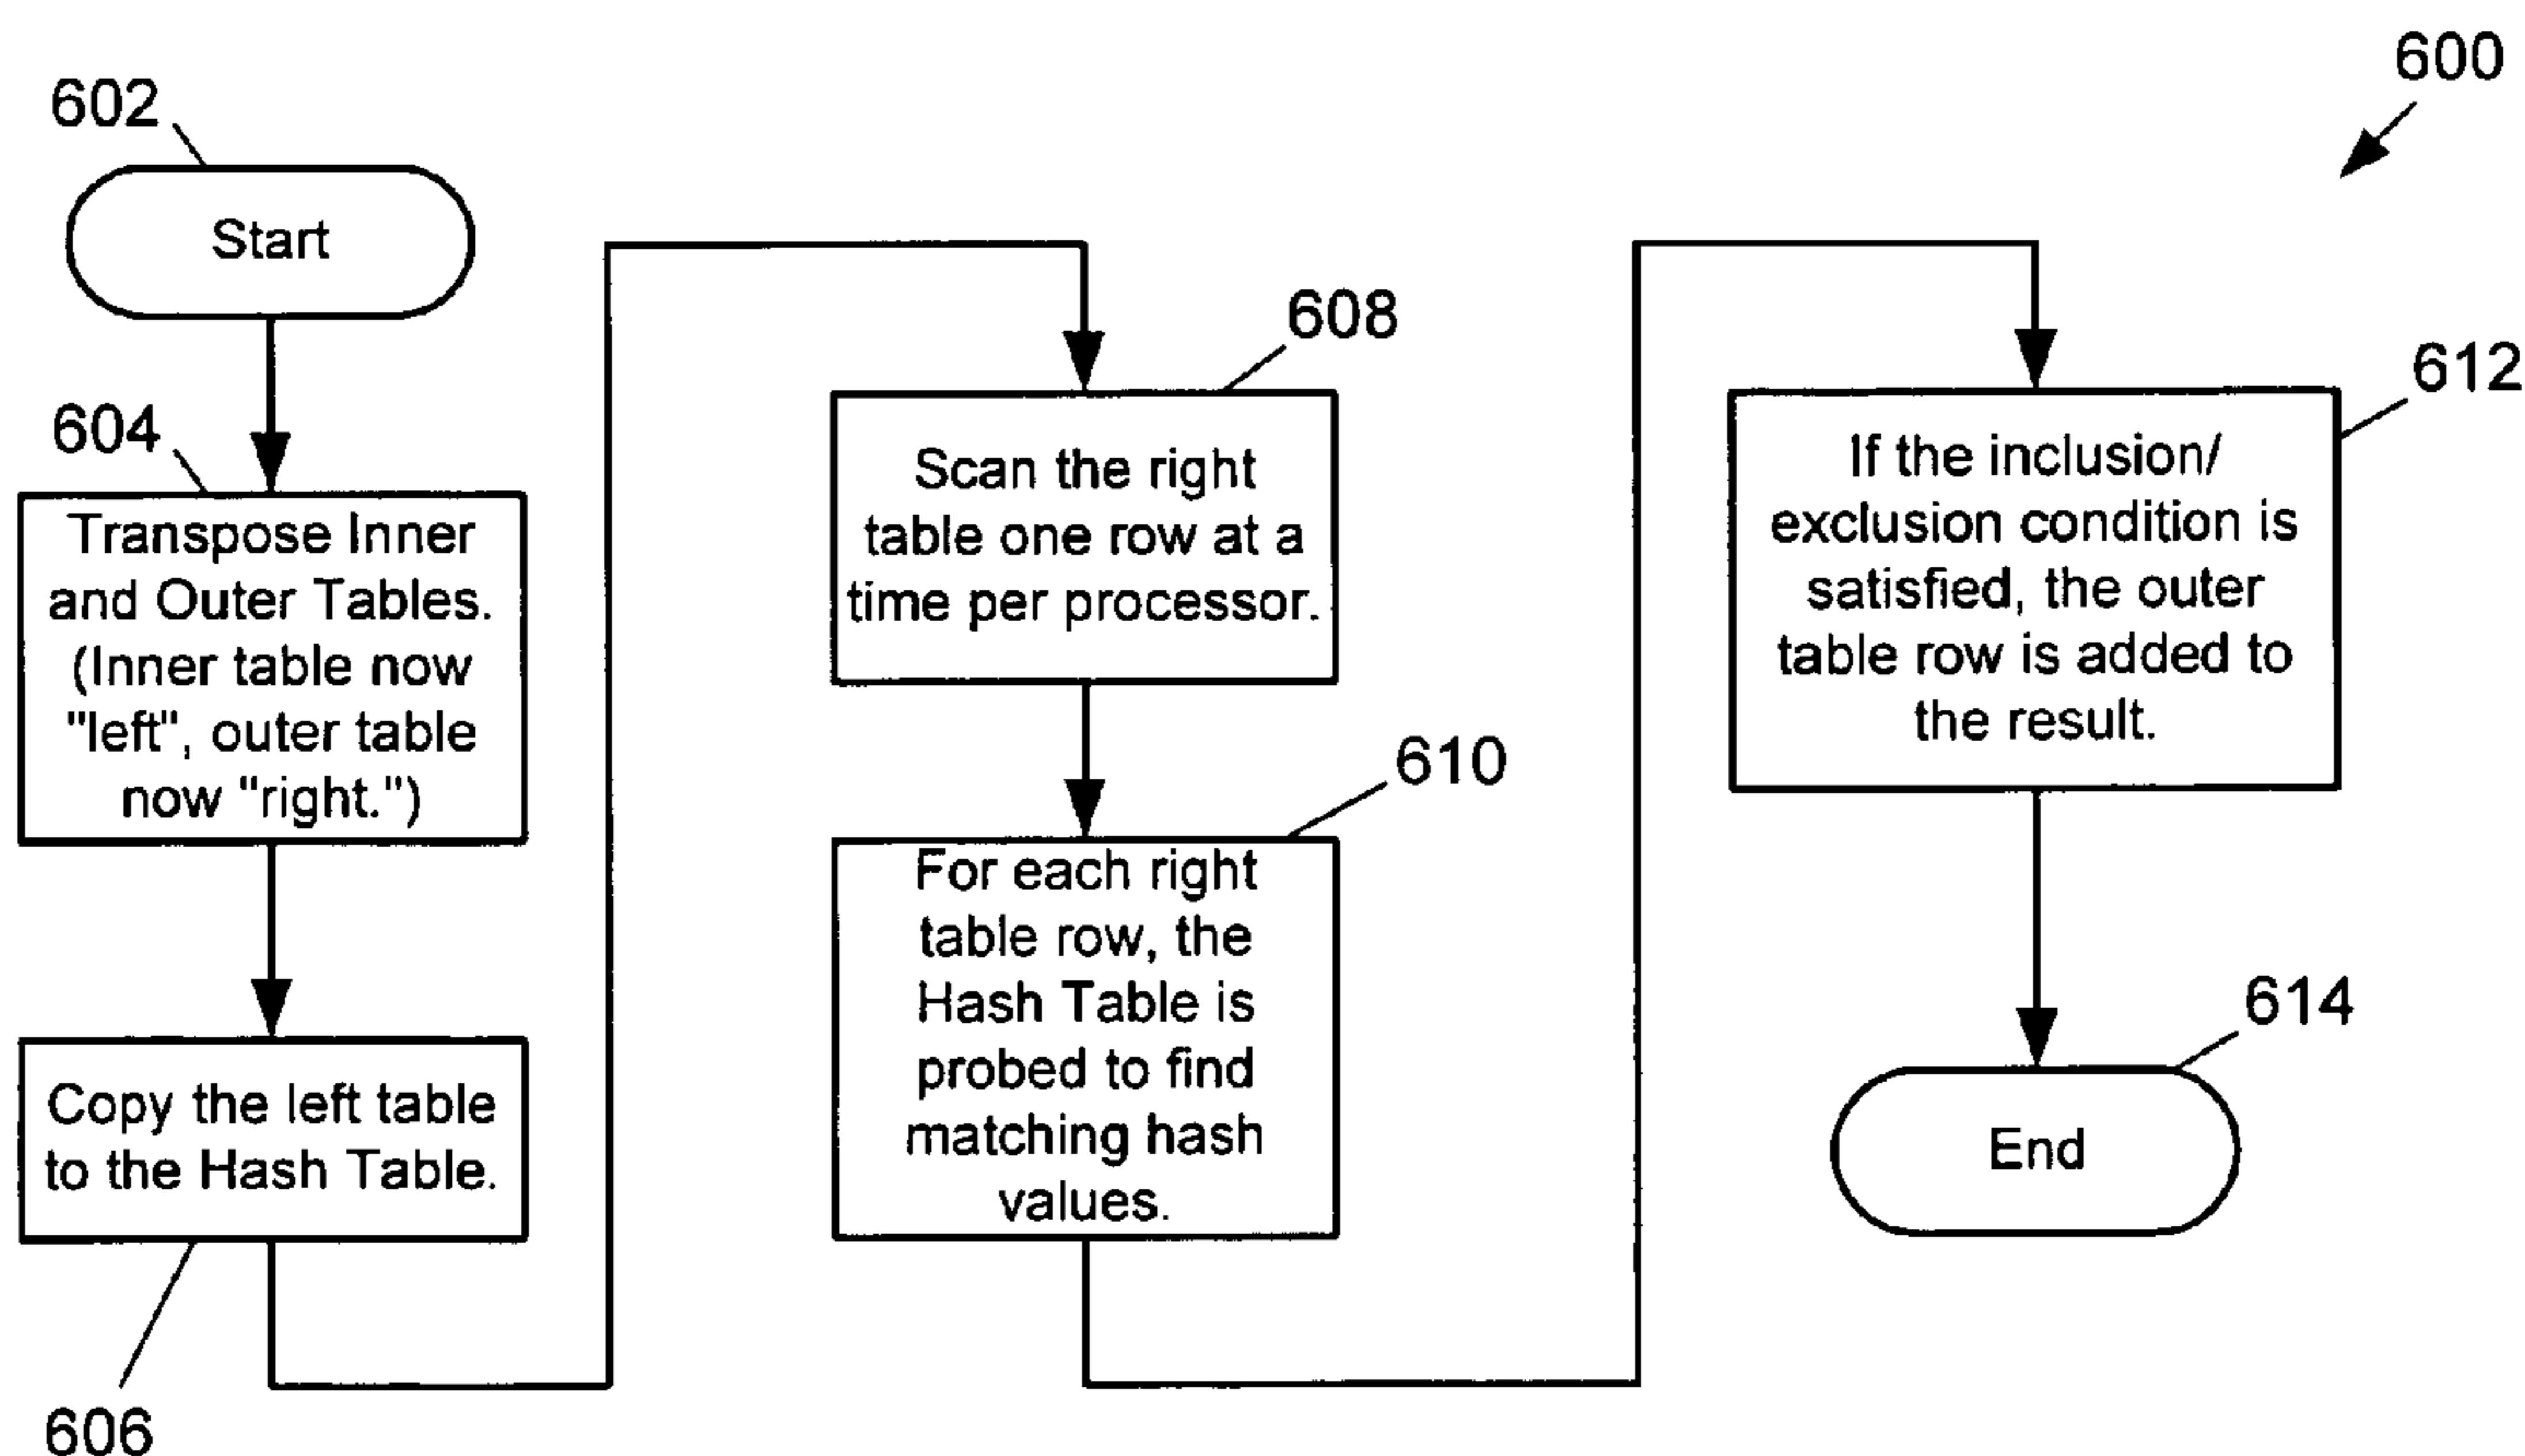 600
602
Start
604
Transpose Inner
and Outer Tables.
(Inner table now
"left", outer table
now "right.")
Copy the left table
to the Hash Table.
606
608
Scan the right
table one row at a
time per processor.
610
For each right
table row, the
Hash Table is
probed to find
matching hash
values.
612
If the inclusion/
exclusion condition is
satisfied, the outer
table row is added to
the result.
614
End